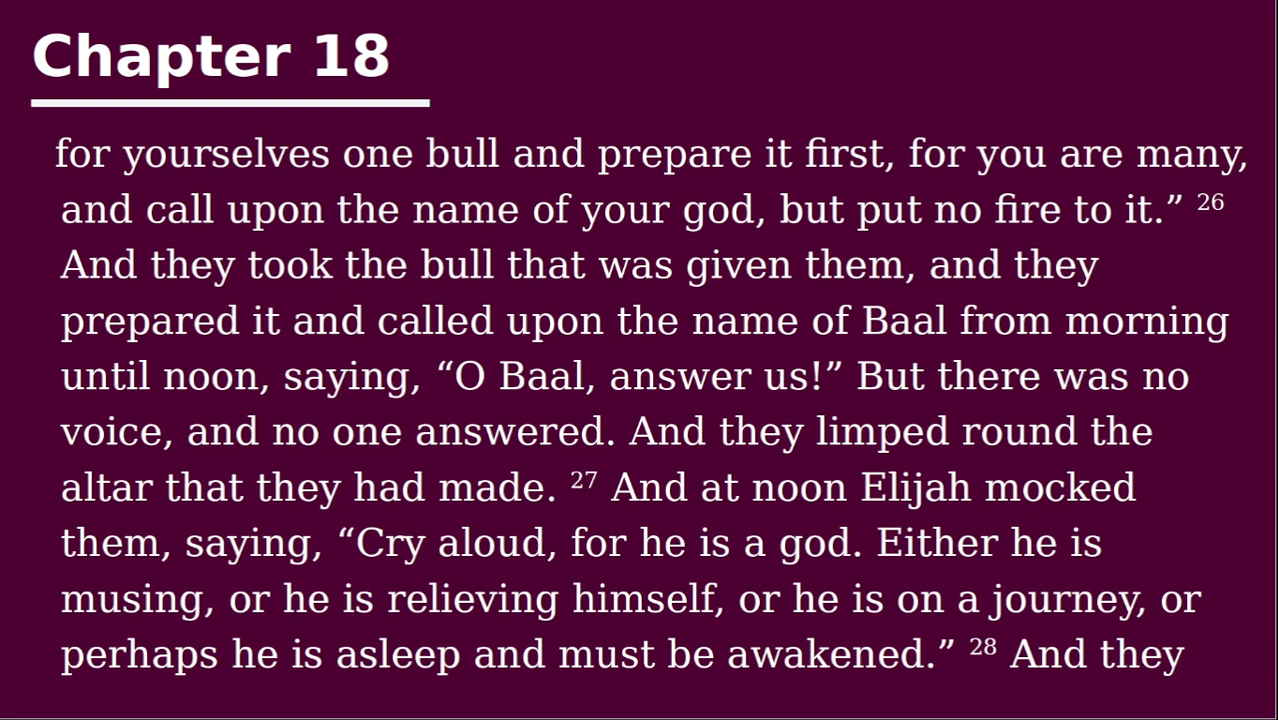 Chapter 18
for yourselves one bull and prepare it first, for you are many,
and call upon the name of your god, but put no fire to it.” 26
And they took the bull that was given them, and they
prepared it and called upon the name of Baal from morning
until noon, saying, “O Baal, answer us!” But there was no
voice, and no one answered. And they limped round the
altar that they had made. 27 And at noon Elijah mocked
them, saying, “Cry aloud, for he is a god. Either he is
musing, or he is relieving himself, or he is on a journey, or
perhaps he is asleep and must be awakened.” 28 And they